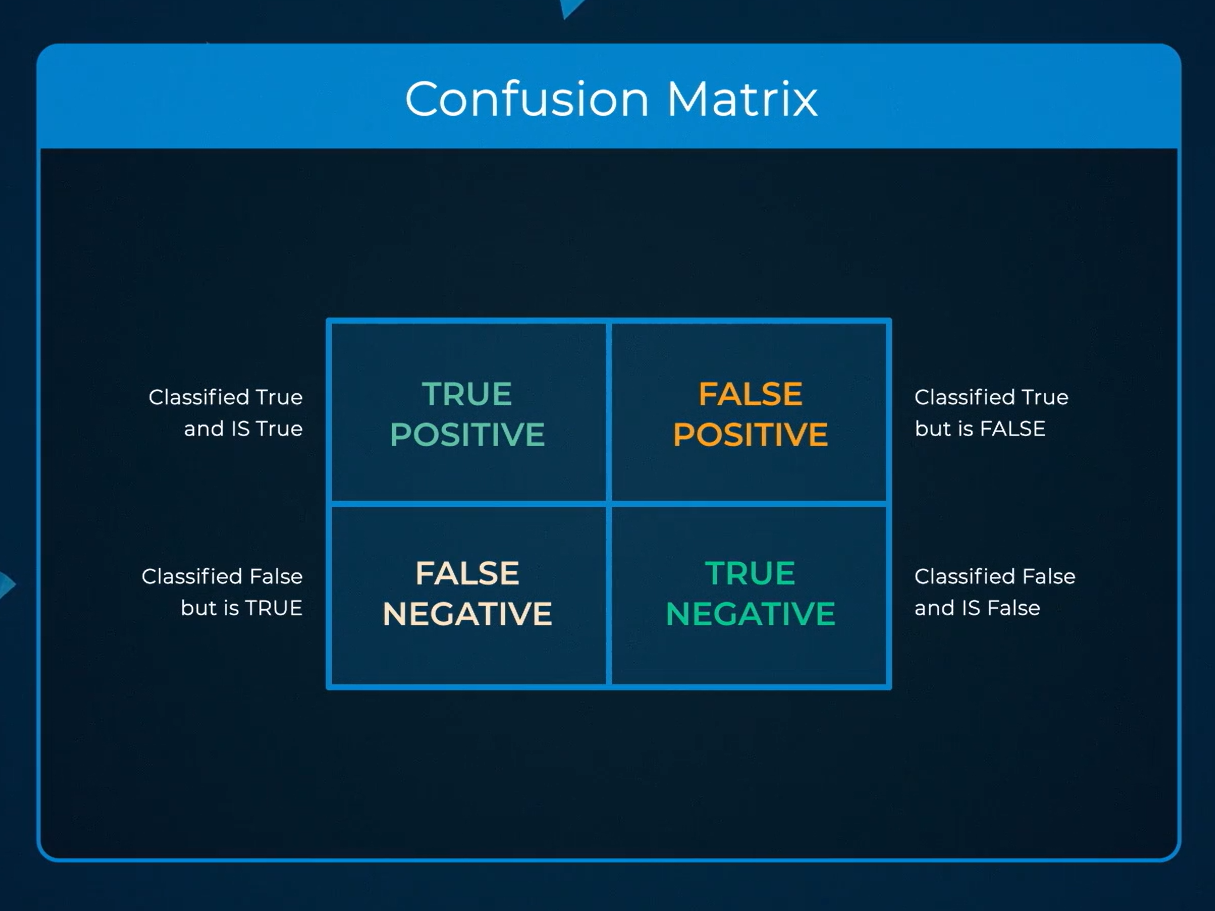 Confusion Matrix
Classified True
and IS True
TRUE
POSITIVE
FALSE
POSITIVE
Classified True
but is FALSE
Classified False
but is TRUE
FALSE
NEGATIVE
TRUE
NEGATIVE
Classified False
and IS False